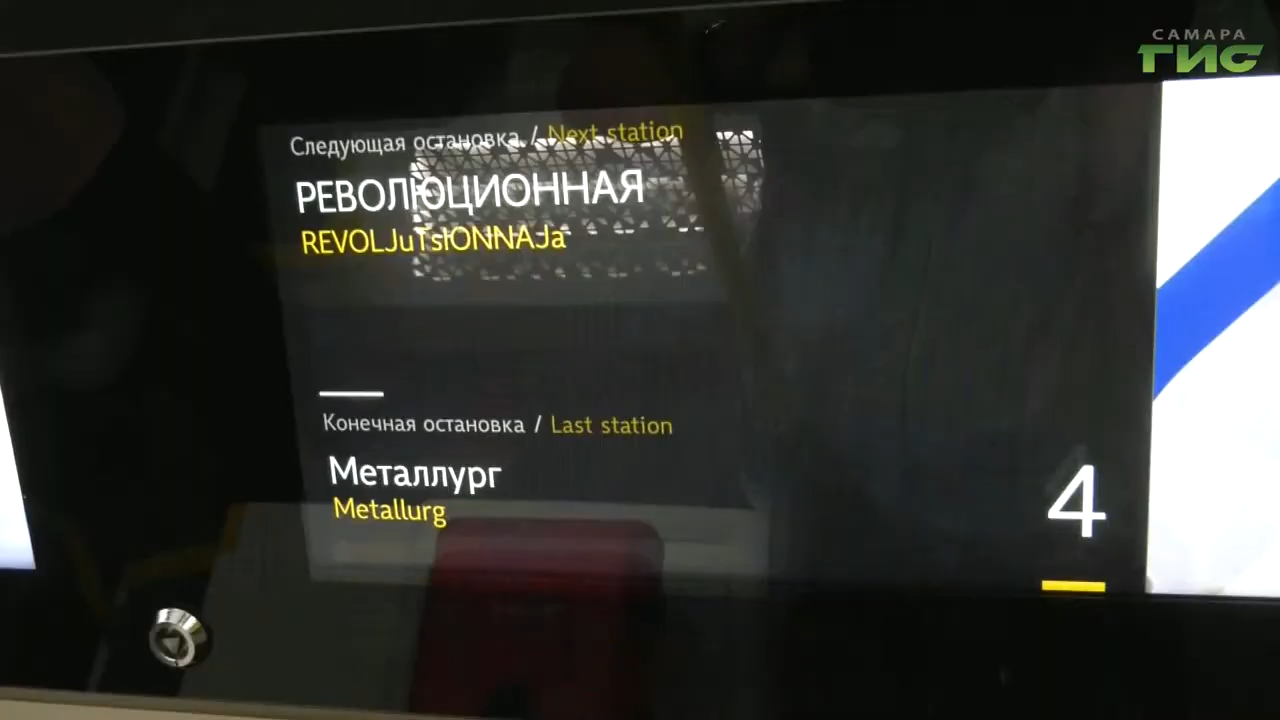 САМАРА
ГИС
Следующая остановка / Next station
РЕВОЛЮЦИОННАЯ
REVOLJuTsIONNAJa
Конечная остановка / Last station
Металлург
Metallurg
4